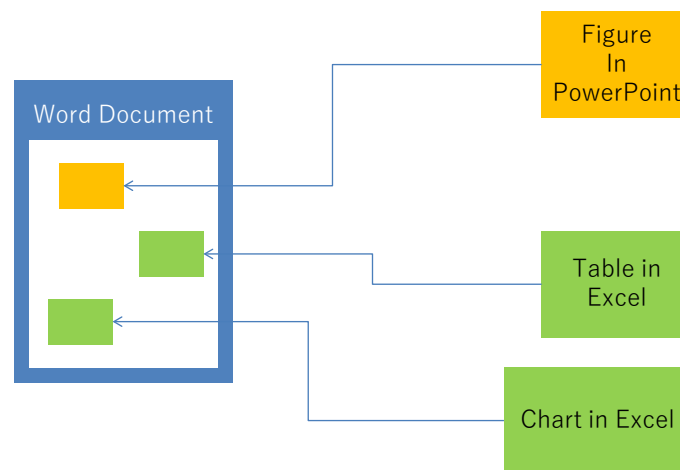 Figure
In
PowerPoint
Word Document
Table in
Excel
Chart in Excel